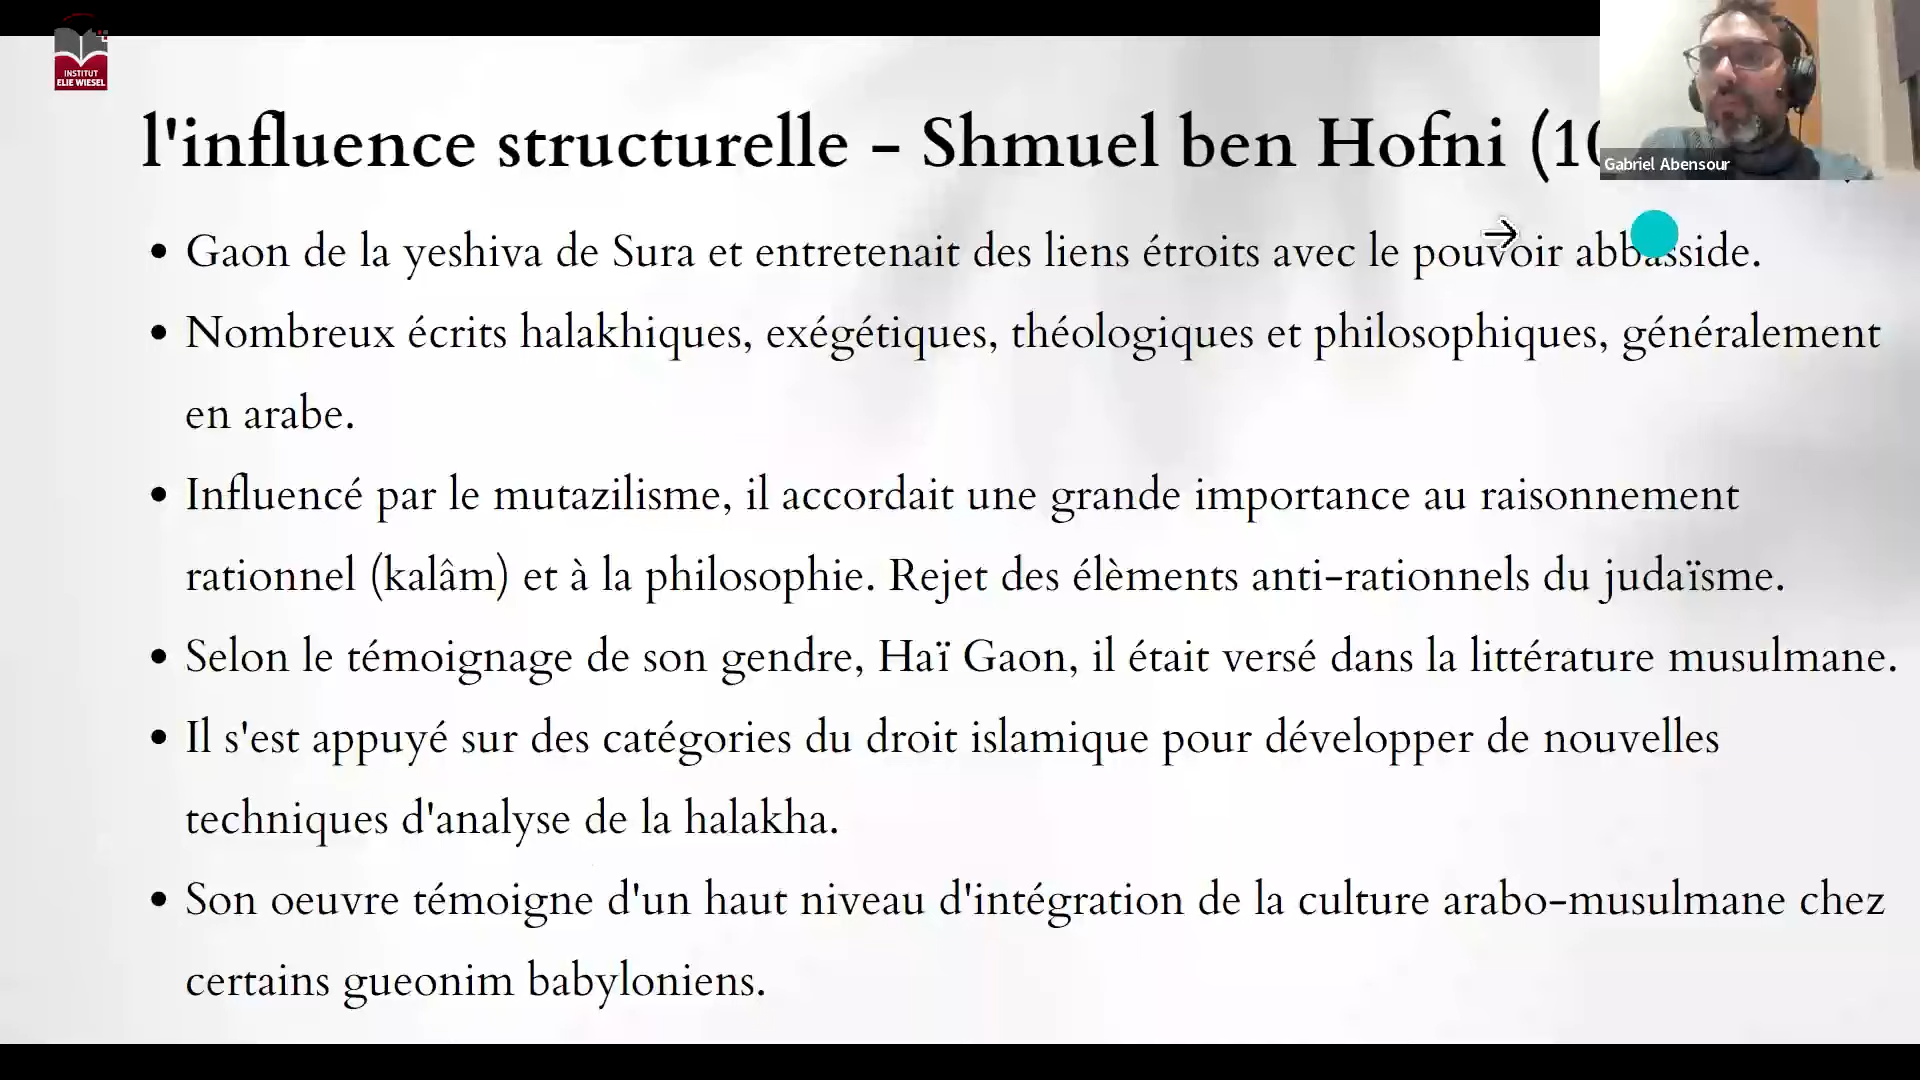 INSTITUT
ELIE WIESEL
l'influence structurelle - Shmuel ben Hofni (10
Gabriel Abensour
• Gaon de la yeshiva de Sura et entretenait des liens étroits avec le pouvoir abbasside.
• Nombreux écrits halakhiques, exégétiques, théologiques et philosophiques, généralement
en arabe.
• Influencé par le mutazilisme, il accordait une grande importance au raisonnement
rationnel (kalâm) et à la philosophie. Rejet des élèments anti-rationnels du judaïsme.
• Selon le témoignage de son gendre, Haï Gaon, il était versé dans la littérature musulmane.
• Il s'est appuyé sur des catégories du droit islamique pour développer de nouvelles
techniques d'analyse de la halakha.
• Son oeuvre témoigne d'un haut niveau d'intégration de la culture arabo-musulmane chez
certains gueonim babyloniens.